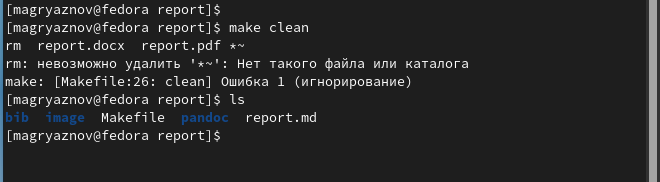 [magryaznov@fedora report]$
[magryaznov@fedora report]$ make clean
rm  report.docx  report.pdf *~
rm: невозможно удалить '*~': Нет такого файла или каталога
make: [Makefile:26: clean] Ошибка 1 (игнорирование)
[magryaznov@fedora report]$ ls
bib  image  Makefile  pandoc  report.md
[magryaznov@fedora report]$